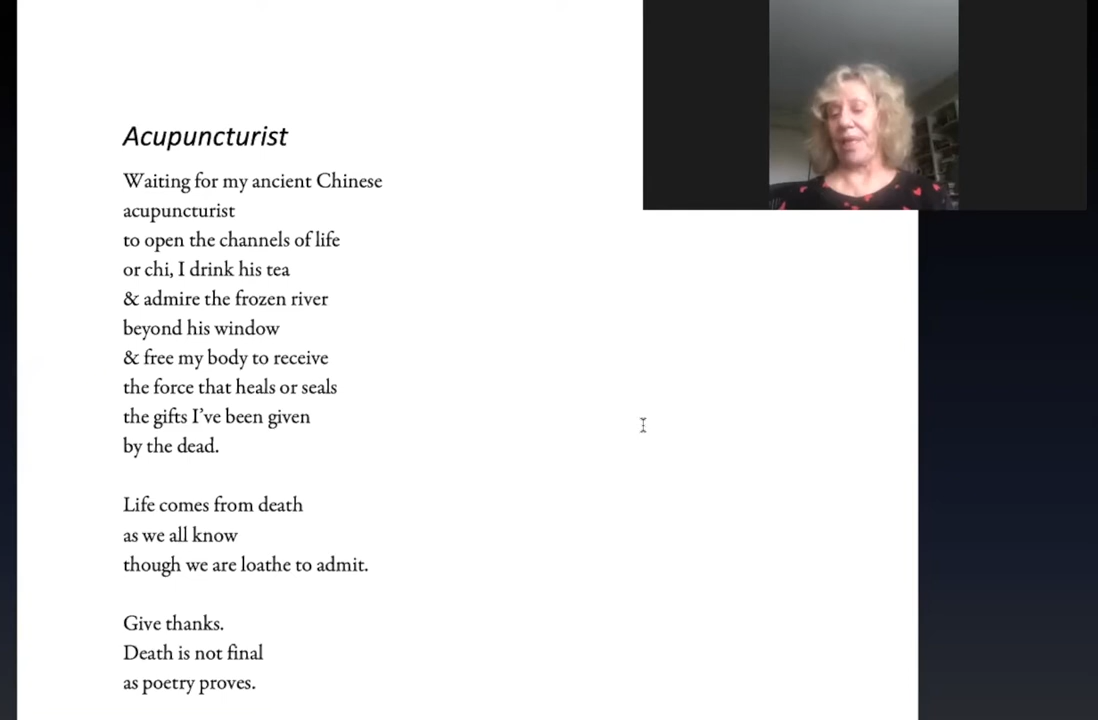 Acupuncturist
Waiting for my ancient Chinese
acupuncturist
to open the channels of life
or chi, I drink his tea
& admire the frozen river
beyond his window
& free my body to receive
the force that heals or seals
the gifts I’ve been given
by the dead.
Life comes from death
as we all know
though we are loathe to admit.
Give thanks.
Death is not final
as poetry proves.